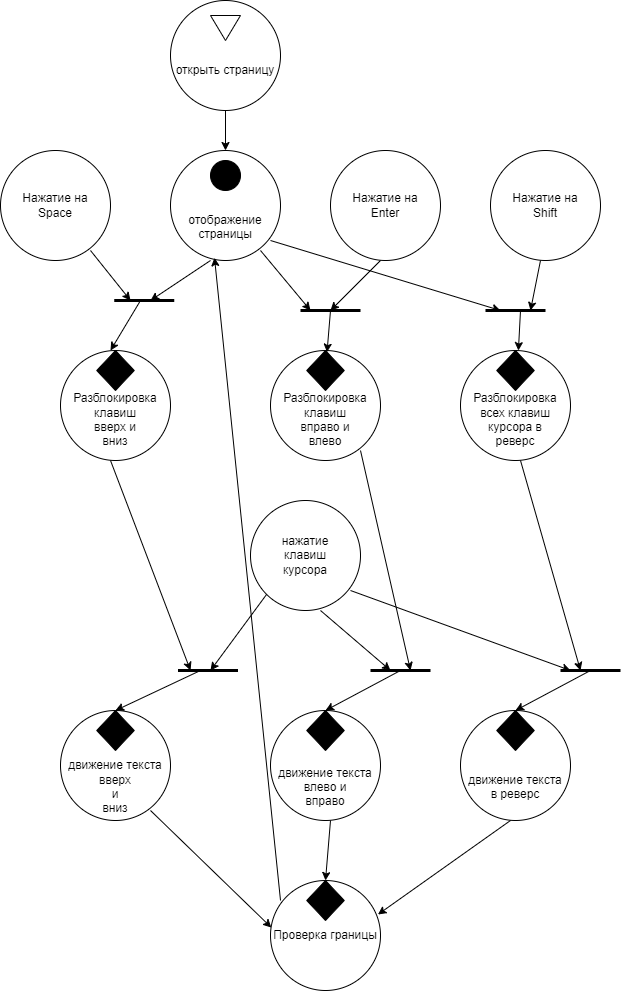 открыть страницу
Нажатие на
Space
отображение
страницы
Нажатие на
Enter
Нажатие на
Shift
Разблокировка
клавиш
вверх и
вниз
Разблокировка
клавиш
вправо и
влево
Разблокировка
всех клавиш
курсора в
реверс
нажатие
клавиш
курсора
движение текста
вверх
и
вниз
движение текста
влево и
вправо
движение текста
в реверс
Проверка границы